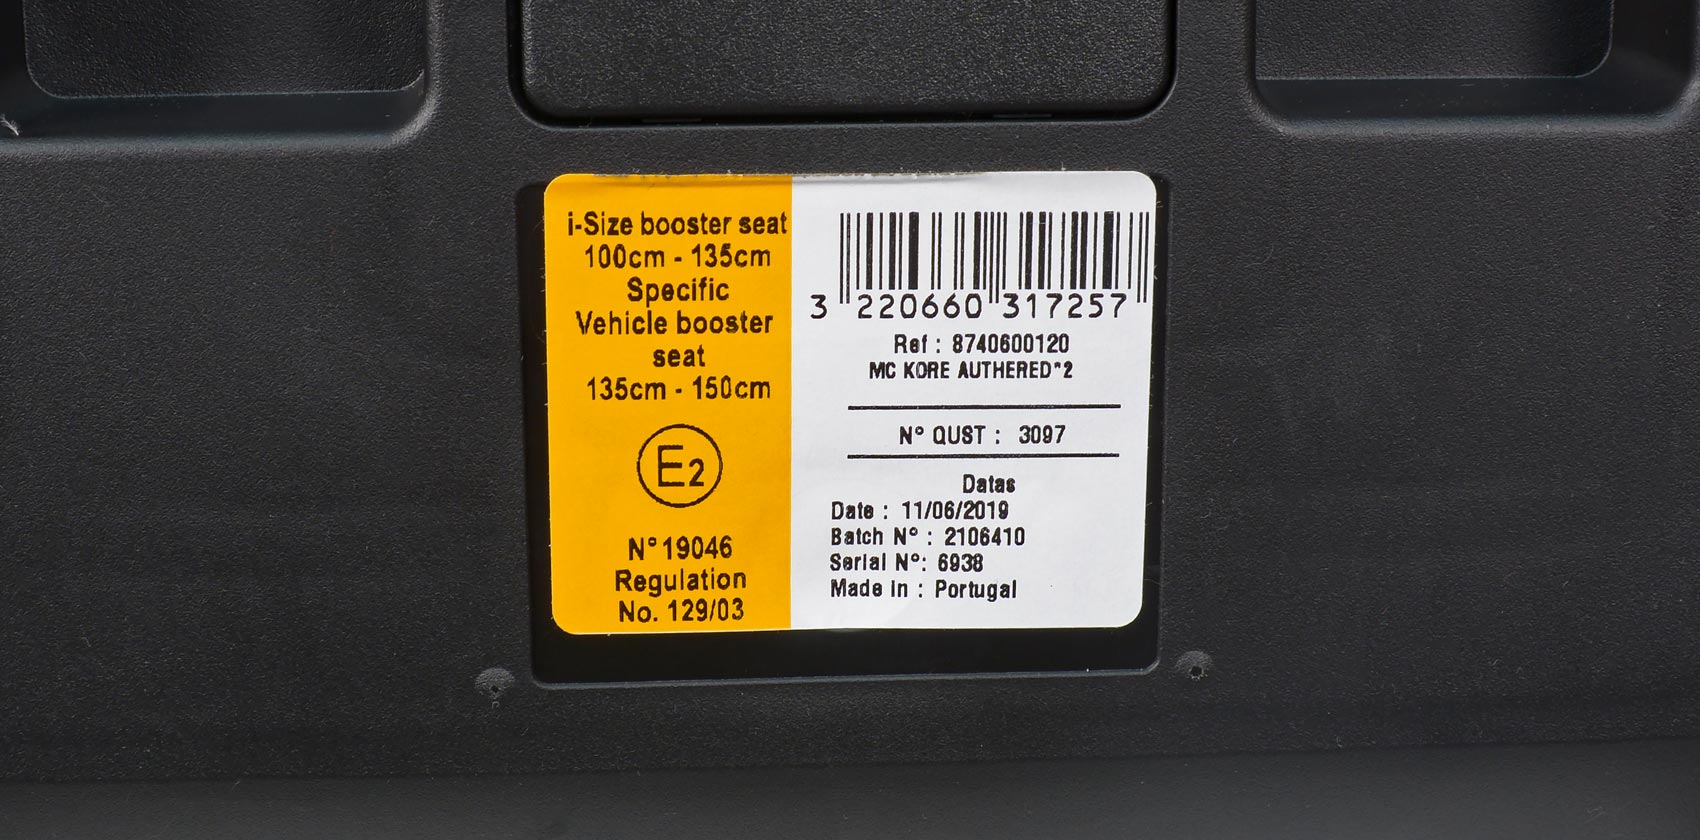 i-Size booster seat
100cm - 135cm
Specific
Vehicle booster
seat
135cm - 150cm
E2
N° 19046
Regulation
No. 129/03
3 220660 317257
Ref : 8740600120
MC KORE AUTHERED*2
N° QUST : 3097
Datas
Date : 11/06/2019
Batch N° : 2106410
Serial N°: 6938
Made in : Portugal